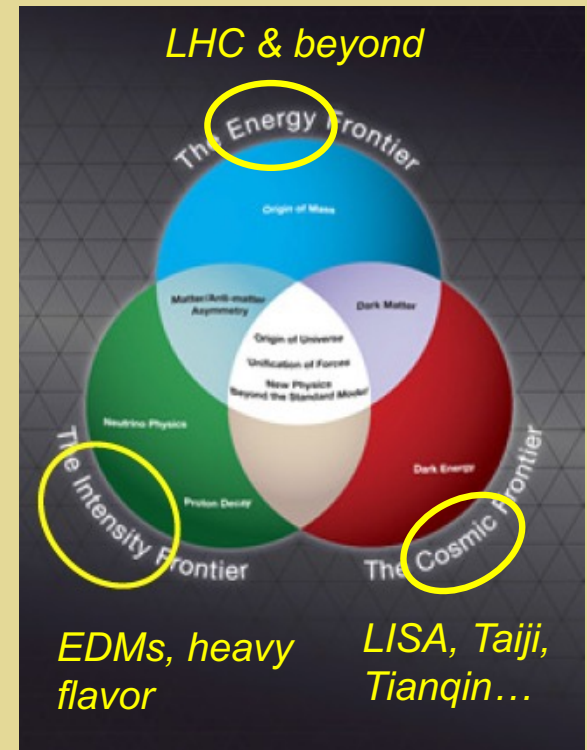 LHC & beyond
The Energy Frontier
Origin of Mass
Matter/Anti-matter
Asymmetry
Dark Matter
Origin of Universe
Unification of Forces
New Physics
Beyond the Standard Model
Neutrino Physics
Dark Energy
Proton Decay
The Intensity Frontier
The Cosmic Frontier
EDMs, heavy
flavor
LISA, Taiji,
Tianqin…